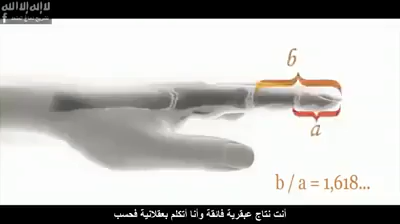 لا إله إلا الله
b
a
b / a = 1,618...
أنت نتاج عبقرية فائقة وأنا أتكلم بعقلانية فحسب